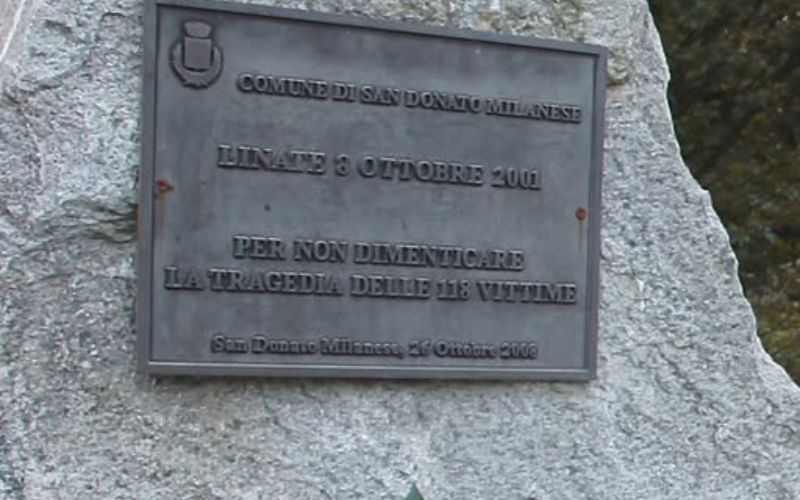 COMUNE DI SAN DONATO MILANESE
LINATE 8 OTTOBRE 2001
PER NON DIMENTICARE
LA TRAGEDIA DELLE 118 VITTIME
San Donato Milanese, 26 Ottobre 2008